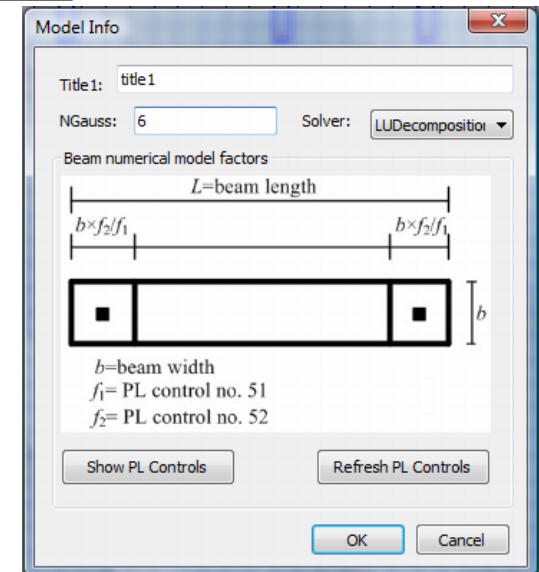 Model Info
Title1: title1
NGauss: 6 Solver: LUDecomposition
Beam numerical model factors
L=beam length
b×f₂/f₁ b×f₂/f₁
b
b=beam width
f₁= PL control no. 51
f₂= PL control no. 52
Show PL Controls Refresh PL Controls
OK Cancel